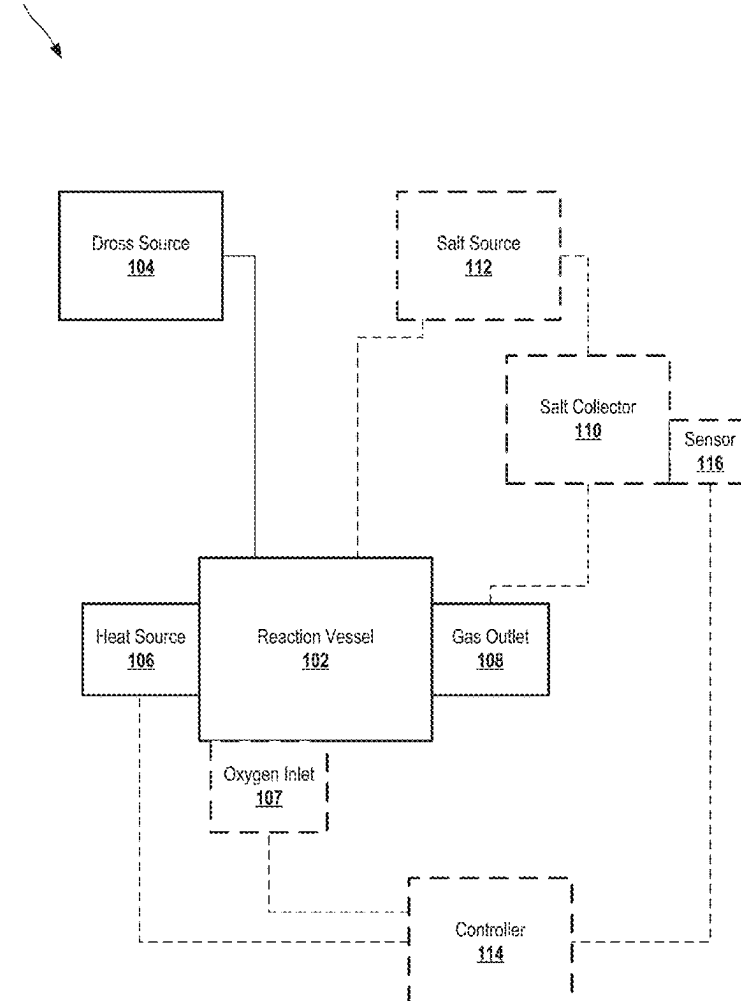 Dross Source
104
Salt Source
112
Salt Collector
110
Sensor
116
Heat Source
106
Reaction Vessel
102
Gas Outlet
108
Oxygen Inlet
107
Controller
114